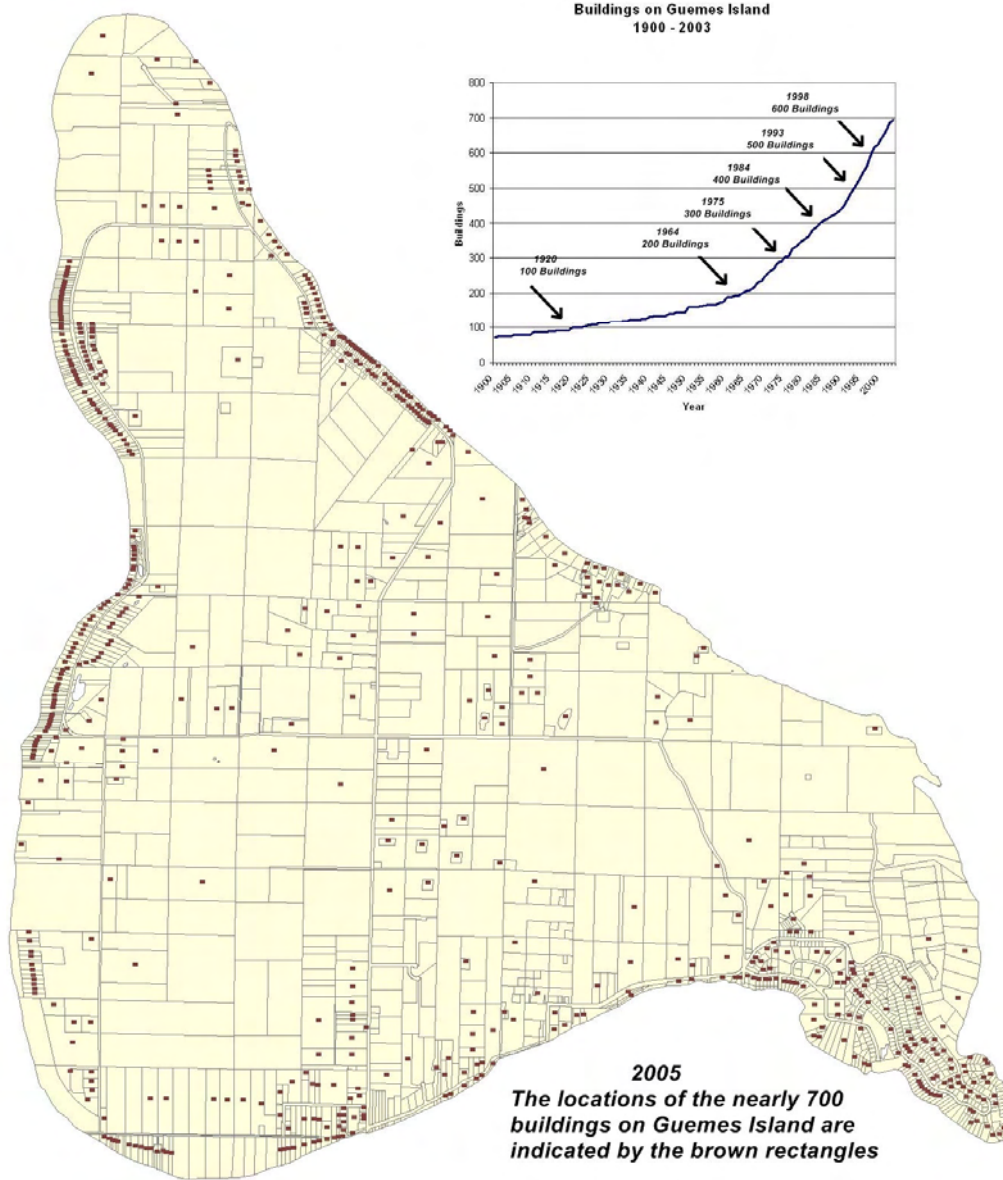 Buildings on Guemes Island
1900 - 2003
800
700
600
500
400
300
200
100
0
Buildings
1998
600 Buildings
1993
500 Buildings
1984
400 Buildings
1975
300 Buildings
1964
200 Buildings
1920
100 Buildings
1900 1905 1910 1915 1920 1925 1930 1935 1940 1945 1950 1955 1960 1965 1970 1975 1980 1985 1990 1995 2000
Year
2005
The locations of the nearly 700
buildings on Guemes Island are
indicated by the brown rectangles